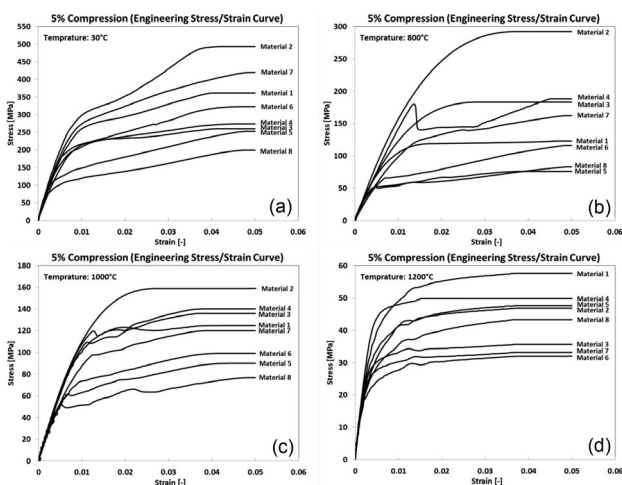 5% Compression (Engineering Stress/Strain Curve)
Temprature: 30°C
550
500
450
400
350
300
250
200
150
100
50
0
Stress [MPa]
Material 2
Material 7
Material 1
Material 6
Material 4
Material 3
Material 5
Material 8
(a)
0 0.01 0.02 0.03 0.04 0.05 0.06
Strain [-]
5% Compression (Engineering Stress/Strain Curve)
Temprature: 800°C
300
250
200
150
100
50
0
Stress [MPa]
Material 2
Material 4
Material 3
Material 7
Material 1
Material 6
Material 8
Material 5
(b)
0 0.01 0.02 0.03 0.04 0.05 0.06
Strain [-]
5% Compression (Engineering Stress/Strain Curve)
Temprature: 1000°C
180
160
140
120
100
80
60
40
20
0
Stress [MPa]
Material 2
Material 4
Material 3
Material 1
Material 7
Material 6
Material 5
Material 8
(c)
0 0.01 0.02 0.03 0.04 0.05 0.06
Strain [-]
5% Compression (Engineering Stress/Strain Curve)
Temprature: 1200°C
60
50
40
30
20
10
0
Stress [MPa]
Material 1
Material 4
Material 5
Material 2
Material 8
Material 3
Material 7
Material 6
(d)
0 0.01 0.02 0.03 0.04 0.05 0.06
Strain [-]